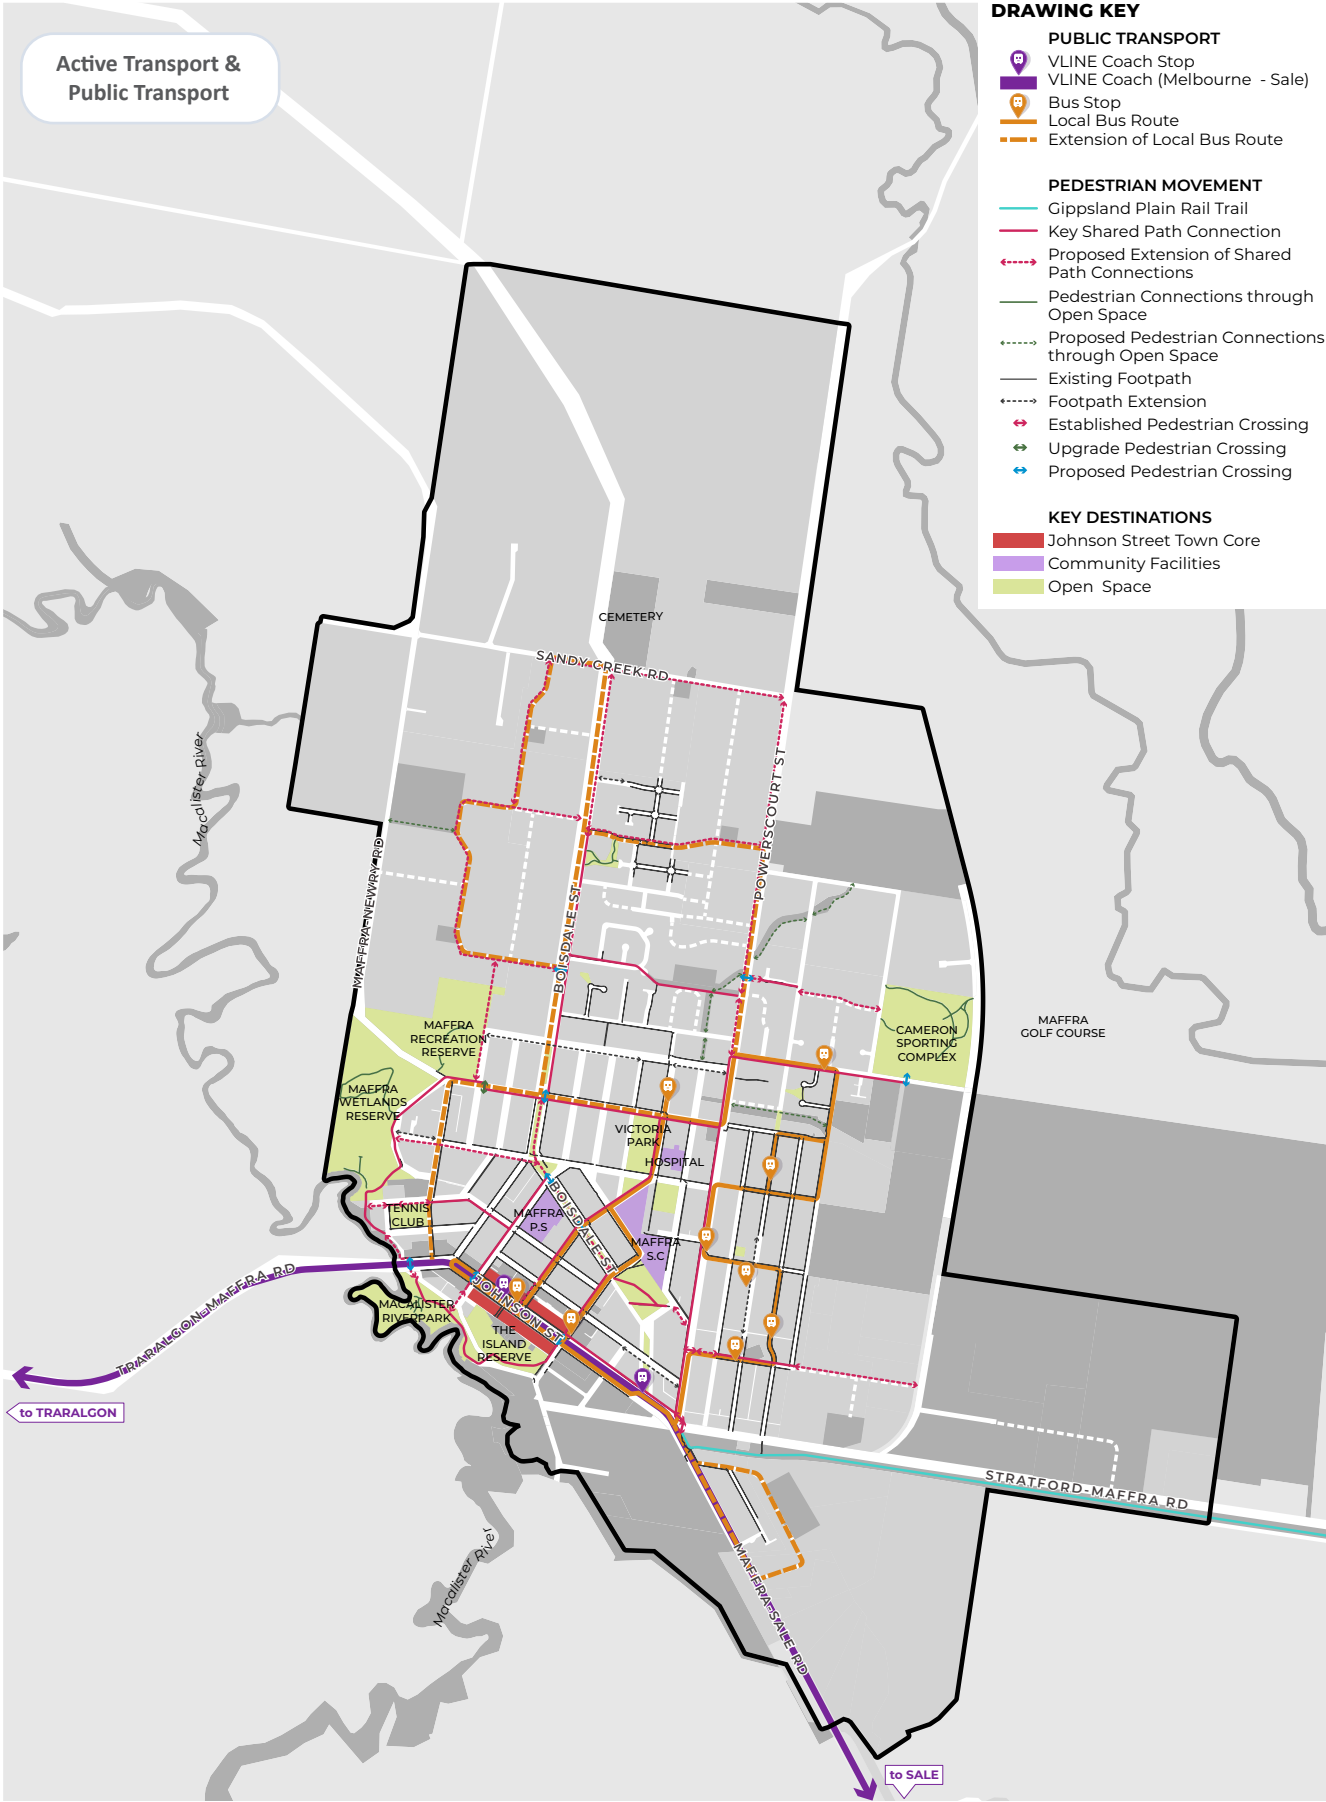 Active Transport &
Public Transport
DRAWING KEY
PUBLIC TRANSPORT
VLINE Coach Stop
VLINE Coach (Melbourne - Sale)
Bus Stop
Local Bus Route
Extension of Local Bus Route
PEDESTRIAN MOVEMENT
Gippsland Plain Rail Trail
Key Shared Path Connection
Proposed Extension of Shared
Path Connections
Pedestrian Connections through
Open Space
Proposed Pedestrian Connections
through Open Space
Existing Footpath
Footpath Extension
Established Pedestrian Crossing
Upgrade Pedestrian Crossing
Proposed Pedestrian Crossing
KEY DESTINATIONS
Johnson Street Town Core
Community Facilities
Open Space
CEMETERY
SANDY CREEK RD
Macalister River
POWERSCOURT ST
MAFFRA-NEWRY RD
BOISDALE ST
MAFFRA
RECREATION
RESERVE
MAFFRA
GOLF COURSE
CAMERON
SPORTING
COMPLEX
MAFFRA
WETLANDS
RESERVE
VICTORIA
PARK
HOSPITAL
TENNIS
CLUB
MAFFRA
P.S
BOISDALE ST
MAFFRA
S.C
TRARALGON-MAFFRA RD
JOHNSON ST
MACALISTER
RIVERPARK
THE
ISLAND
RESERVE
to TRARALGON
STRATFORD-MAFFRA RD
Macalister River
MAFFRA-SALE RD
to SALE